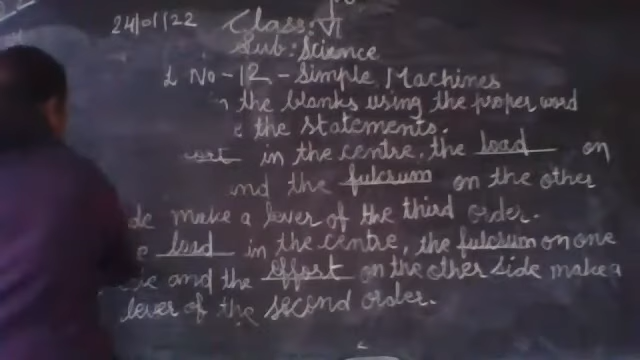 24/01/22 Class: VI
Sub: Science
L No-12 - Simple Machines
the blanks using the proper word
the statements.
in the centre, the load on
and the fulcrum on the other
make a lever of the third order.
load in the centre, the fulcrum on one
and the effort on the other side make a
lever of the second order.